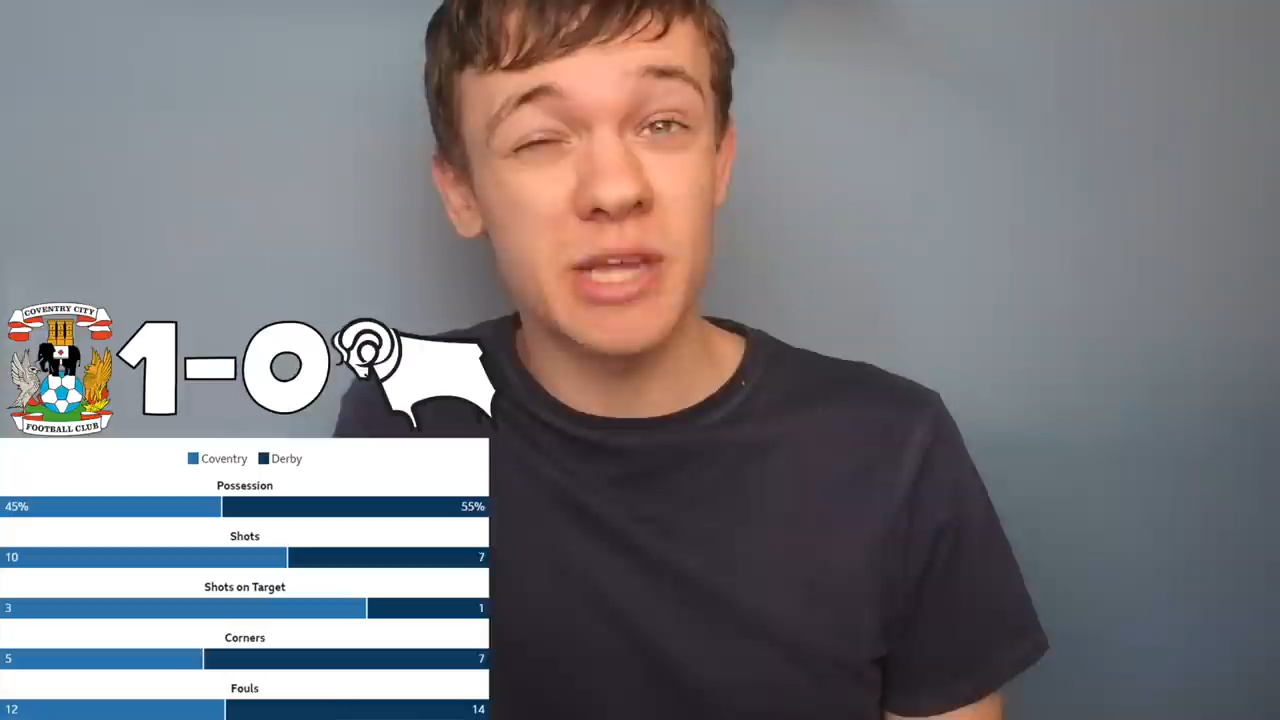 COVENTRY CITY
FOOTBALL CLUB
1-0
Coventry Derby
Possession
45% 55%
Shots
10 7
Shots on Target
3 1
Corners
5 7
Fouls
12 14